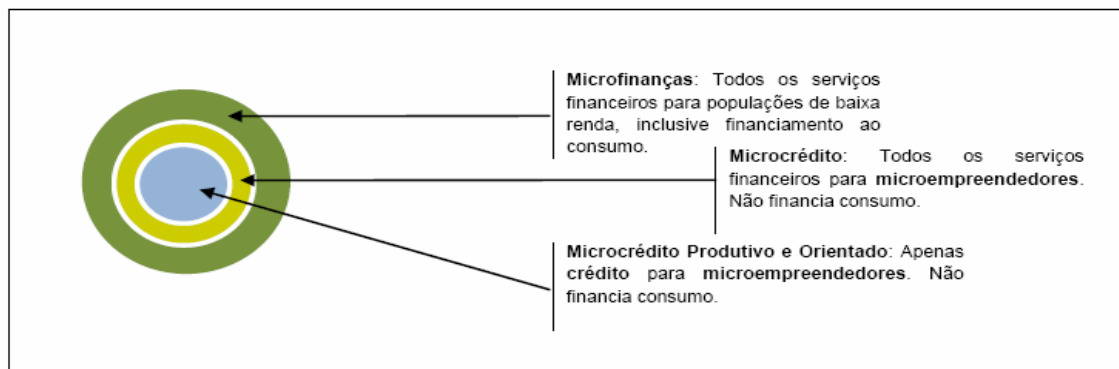 Microfinanças: Todos os serviços
financeiros para populações de baixa
renda, inclusive financiamento ao
consumo.
Microcrédito: Todos os serviços
financeiros para microempreendedores.
Não financia consumo.
Microcrédito Produtivo e Orientado: Apenas
crédito para microempreendedores. Não
financia consumo.